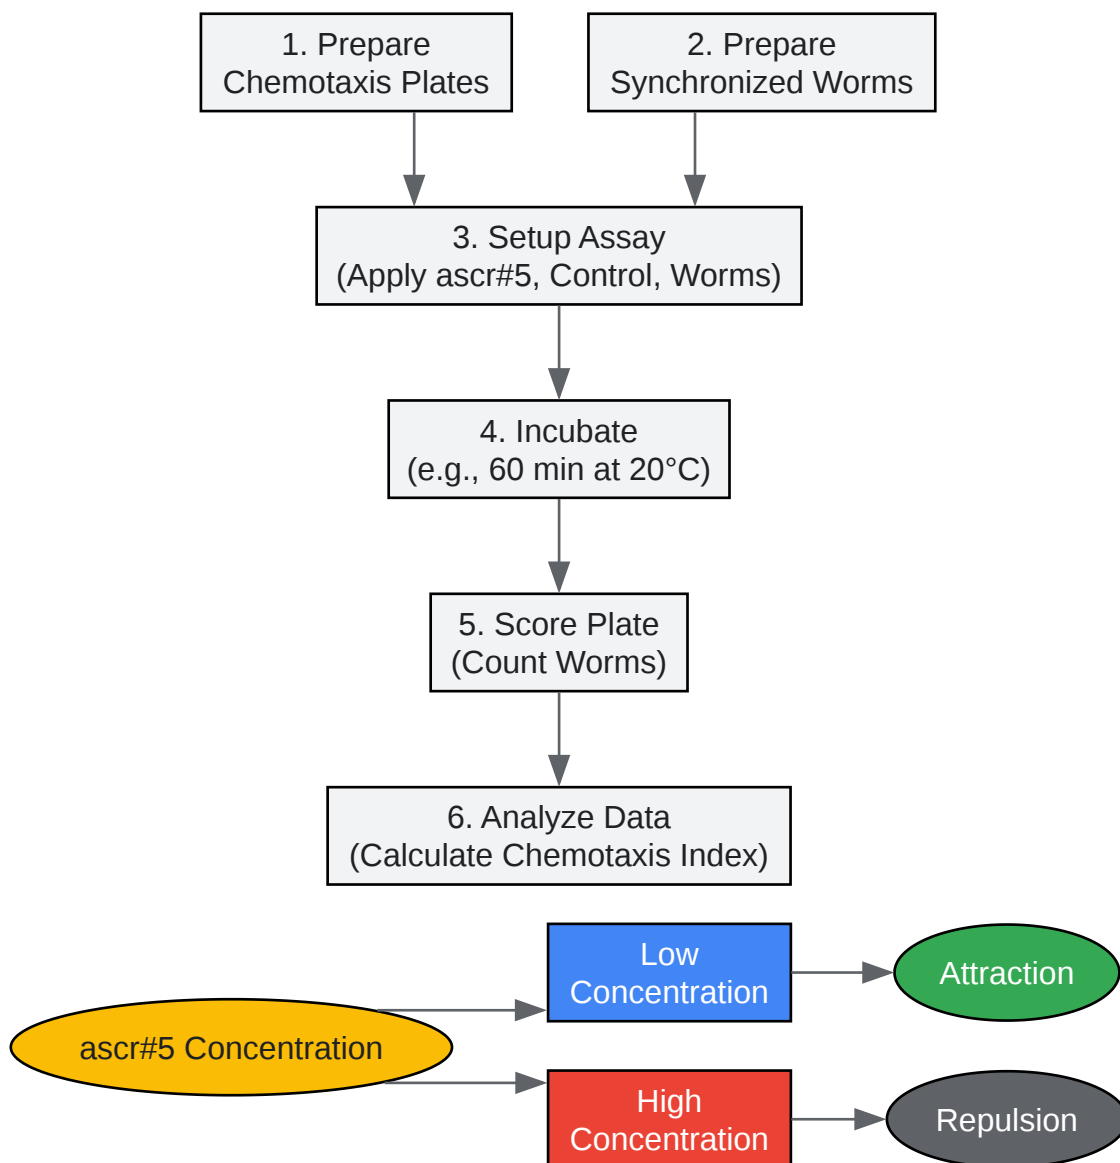 1. Prepare
Chemotaxis Plates
2. Prepare
Synchronized Worms
3. Setup Assay
(Apply ascr#5, Control, Worms)
4. Incubate
(e.g., 60 min at 20°C)
5. Score Plate
(Count Worms)
6. Analyze Data
(Calculate Chemotaxis Index)
ascr#5 Concentration
Low
Concentration
Attraction
High
Concentration
Repulsion